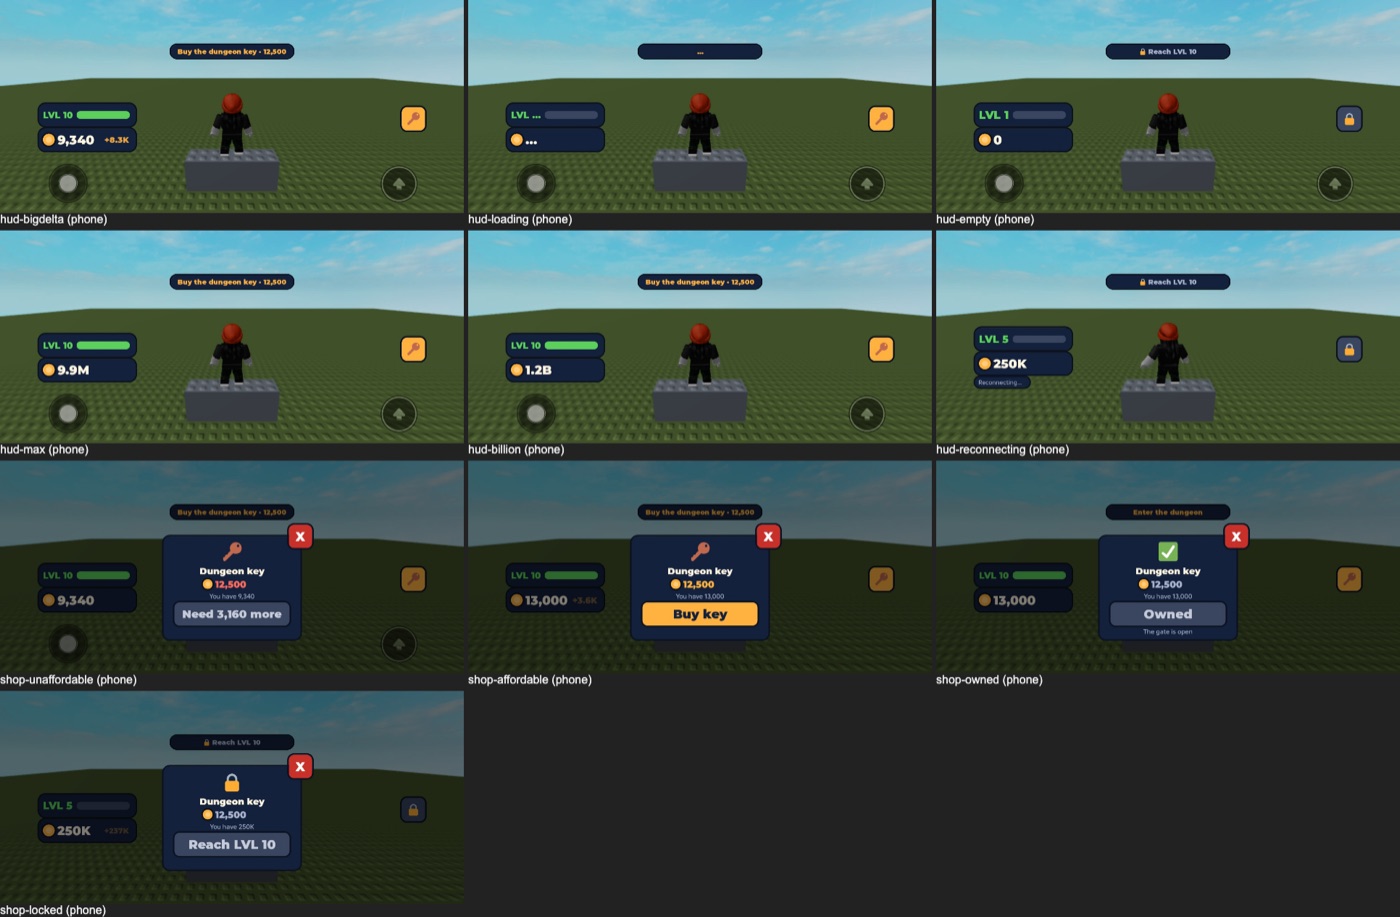 Buy the dungeon key - 12,500
LVL 10
9,340 +8.3K
hud-bigdelta (phone)
...
LVL ...
...
hud-loading (phone)
Reach LVL 10
LVL 1
0
hud-empty (phone)
Buy the dungeon key - 12,500
LVL 10
9.9M
hud-max (phone)
Buy the dungeon key - 12,500
LVL 10
1.2B
hud-billion (phone)
Reach LVL 10
LVL 5
250K
Reconnecting...
hud-reconnecting (phone)
Buy the dungeon key - 12,500
X
LVL 10
9,340
Dungeon key
12,500
You have 9,340
Need 3,160 more
shop-unaffordable (phone)
Buy the dungeon key - 12,500
X
LVL 10
13,000 +3.6K
Dungeon key
12,500
You have 13,000
Buy key
shop-affordable (phone)
Enter the dungeon
X
LVL 10
13,000
Dungeon key
12,500
You have 13,000
Owned
The gate is open
shop-owned (phone)
Reach LVL 10
X
LVL 5
250K +237K
Dungeon key
12,500
You have 250K
Reach LVL 10
shop-locked (phone)